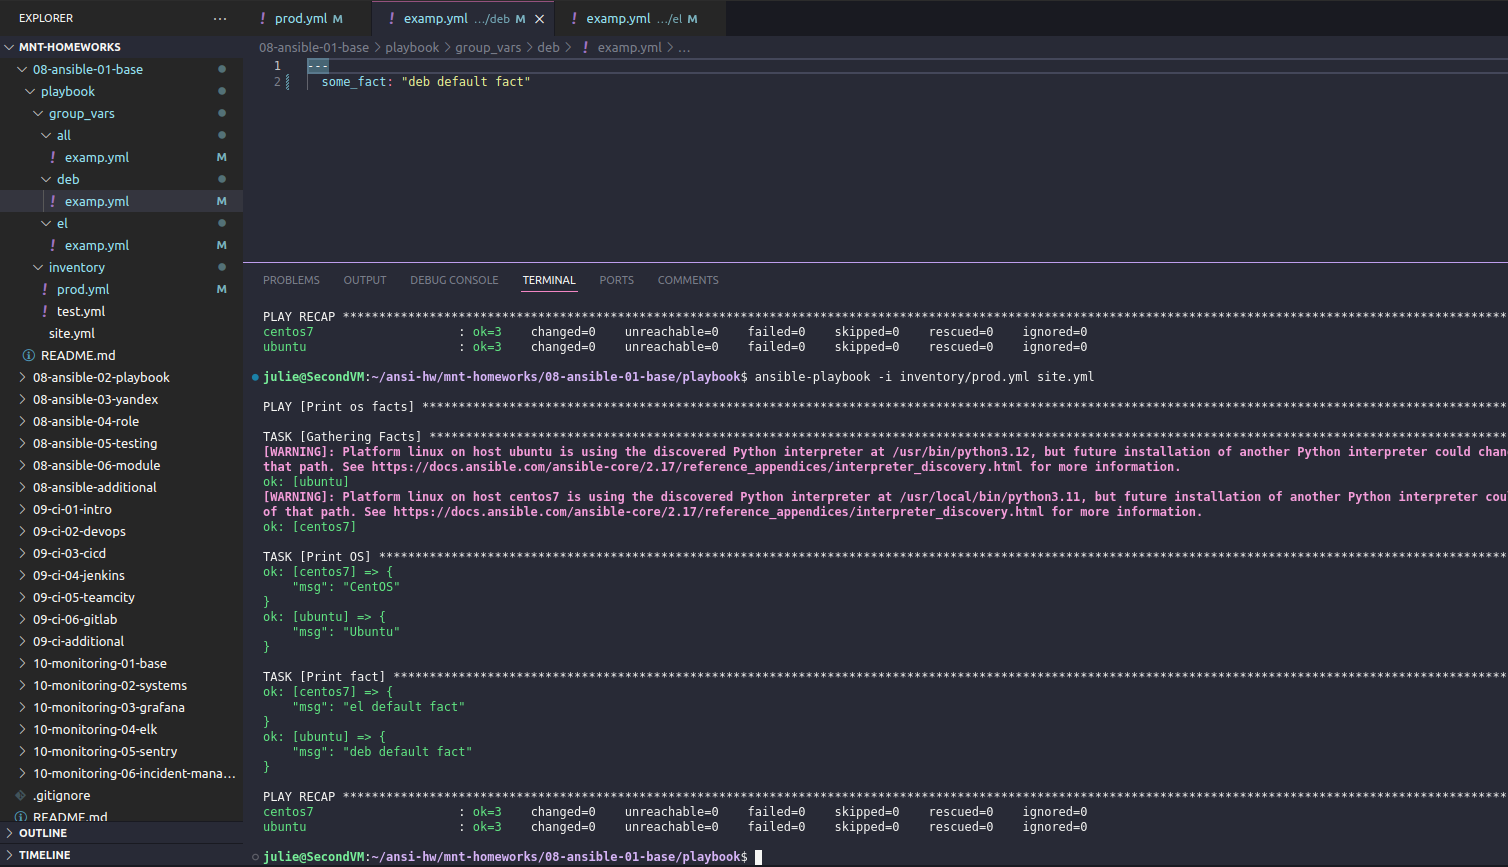 EXPLORER
···
MNT-HOMEWORKS
08-ansible-01-base
playbook
group_vars
all
! examp.yml M
deb
! examp.yml M
el
! examp.yml M
inventory
! prod.yml M
! test.yml
site.yml
README.md
08-ansible-02-playbook
08-ansible-03-yandex
08-ansible-04-role
08-ansible-05-testing
08-ansible-06-module
08-ansible-additional
09-ci-01-intro
09-ci-02-devops
09-ci-03-cicd
09-ci-04-jenkins
09-ci-05-teamcity
09-ci-06-gitlab
09-ci-additional
10-monitoring-01-base
10-monitoring-02-systems
10-monitoring-03-grafana
10-monitoring-04-elk
10-monitoring-05-sentry
10-monitoring-06-incident-mana...
.gitignore
README.md
OUTLINE
TIMELINE
! prod.yml M ! examp.yml .../deb M × ! examp.yml .../el M
08-ansible-01-base > playbook > group_vars > deb > ! examp.yml > ...
1 ---
2 some_fact: "deb default fact"
PROBLEMS OUTPUT DEBUG CONSOLE TERMINAL PORTS COMMENTS
PLAY RECAP ****************************************************************
centos7 : ok=3 changed=0 unreachable=0 failed=0 skipped=0 rescued=0 ignored=0
ubuntu : ok=3 changed=0 unreachable=0 failed=0 skipped=0 rescued=0 ignored=0
julie@SecondVM:~/ansi-hw/mnt-homeworks/08-ansible-01-base/playbook$ ansible-playbook -i inventory/prod.yml site.yml
PLAY [Print os facts] ****************************************************************
TASK [Gathering Facts] ****************************************************************
[WARNING]: Platform linux on host ubuntu is using the discovered Python interpreter at /usr/bin/python3.12, but future installation of another Python interpreter could chan
that path. See https://docs.ansible.com/ansible-core/2.17/reference_appendices/interpreter_discovery.html for more information.
ok: [ubuntu]
[WARNING]: Platform linux on host centos7 is using the discovered Python interpreter at /usr/local/bin/python3.11, but future installation of another Python interpreter cou
of that path. See https://docs.ansible.com/ansible-core/2.17/reference_appendices/interpreter_discovery.html for more information.
ok: [centos7]
TASK [Print OS] ****************************************************************
ok: [centos7] => {
"msg": "CentOS"
}
ok: [ubuntu] => {
"msg": "Ubuntu"
}
TASK [Print fact] ****************************************************************
ok: [centos7] => {
"msg": "el default fact"
}
ok: [ubuntu] => {
"msg": "deb default fact"
}
PLAY RECAP ****************************************************************
centos7 : ok=3 changed=0 unreachable=0 failed=0 skipped=0 rescued=0 ignored=0
ubuntu : ok=3 changed=0 unreachable=0 failed=0 skipped=0 rescued=0 ignored=0
julie@SecondVM:~/ansi-hw/mnt-homeworks/08-ansible-01-base/playbook$